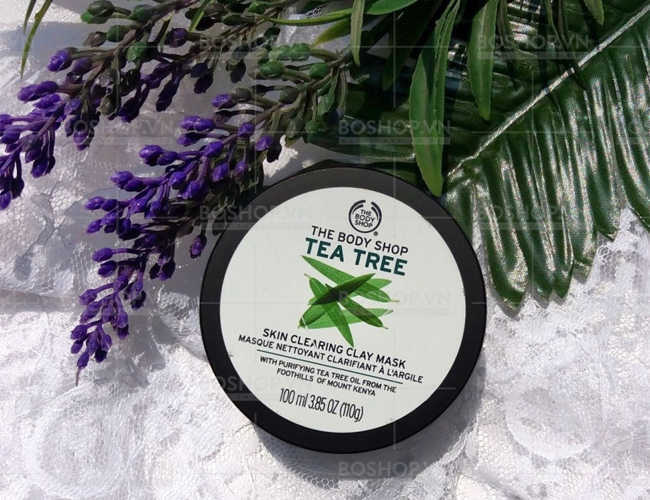 THE
BODY
SHOP
®
THE BODY SHOP
TEA TREE
SKIN CLEARING CLAY MASK
MASQUE NETTOYANT CLARIFIANT À L'ARGILE
WITH PURIFYING TEA TREE OIL FROM THE
FOOTHILLS OF MOUNT KENYA
100 ml 3.85 OZ (110g)
BOSHOP.VN